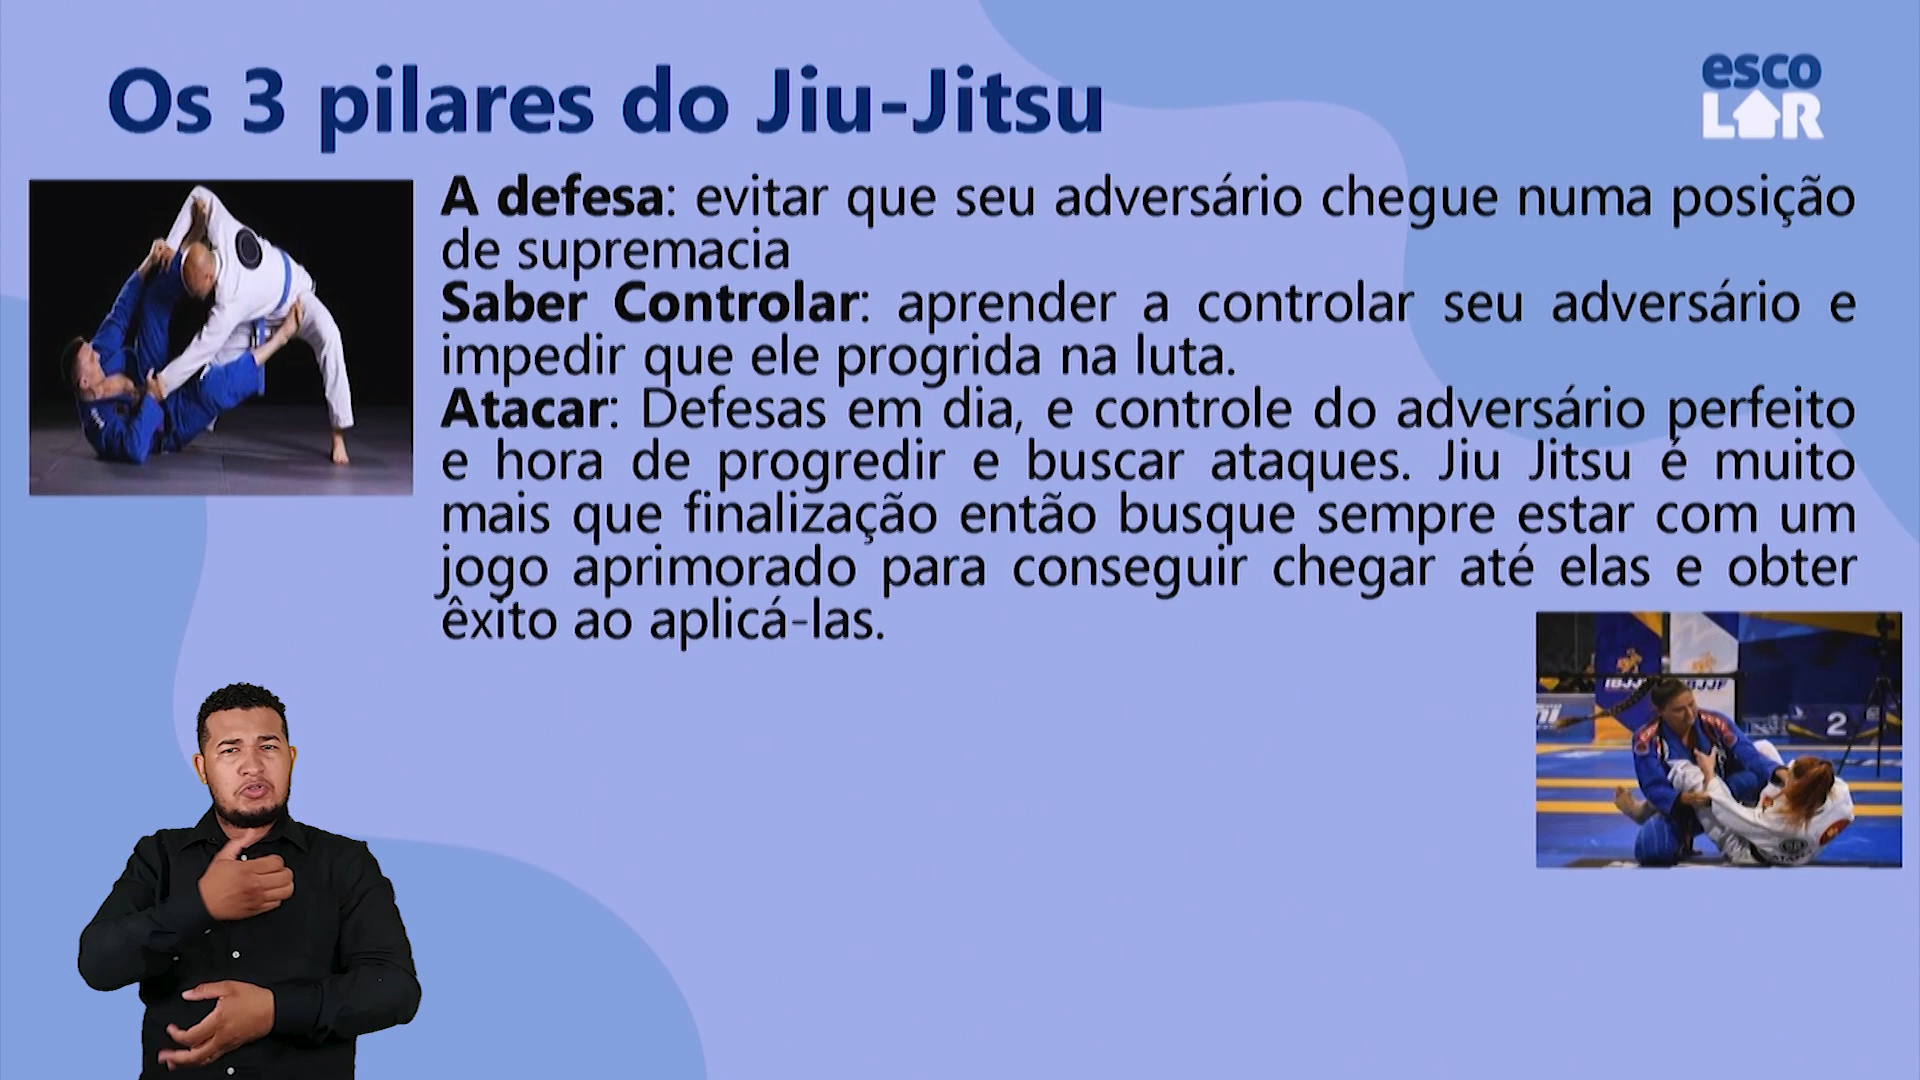 Os 3 pilares do Jiu-Jitsu
esco
LAR
A defesa: evitar que seu adversário chegue numa posição
de supremacia
Saber Controlar: aprender a controlar seu adversário e
impedir que ele progrida na luta.
Atacar: Defesas em dia, e controle do adversário perfeito
e hora de progredir e buscar ataques. Jiu Jitsu é muito
mais que finalização então busque sempre estar com um
jogo aprimorado para conseguir chegar até elas e obter
êxito ao aplicá-las.
2